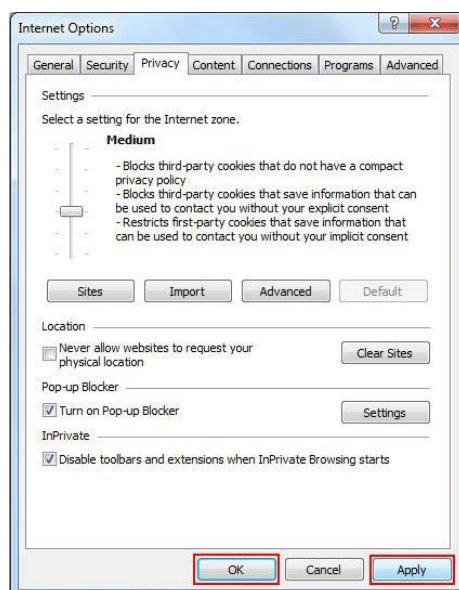 Internet Options
General Security Privacy Content Connections Programs Advanced
Settings
Select a setting for the Internet zone.
Medium
- Blocks third-party cookies that do not have a compact
privacy policy
- Blocks third-party cookies that save information that can
be used to contact you without your explicit consent
- Restricts first-party cookies that save information that
can be used to contact you without your implicit consent
Sites Import Advanced Default
Location
Never allow websites to request your
physical location
Clear Sites
Pop-up Blocker
Turn on Pop-up Blocker
Settings
InPrivate
Disable toolbars and extensions when InPrivate Browsing starts
OK Cancel Apply